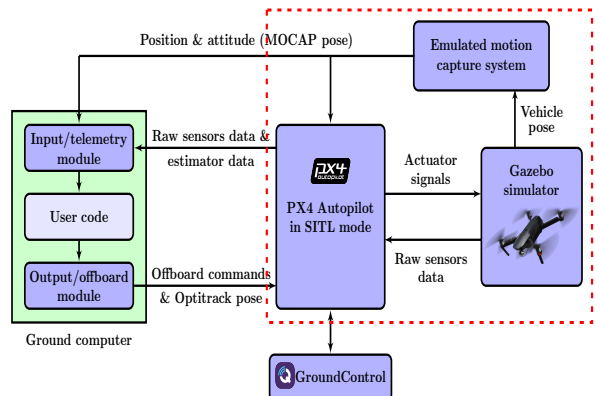 Position & attitude (MOCAP pose)
Emulated motion
capture system
Vehicle
pose
Input/telemetry
module
Raw sensors data &
estimator data
User code
Output/offboard
module
Offboard commands
& Optitrack pose
Ground computer
px4
autopilot
PX4 Autopilot
in SITL mode
Actuator
signals
Raw sensors
data
Gazebo
simulator
GroundControl